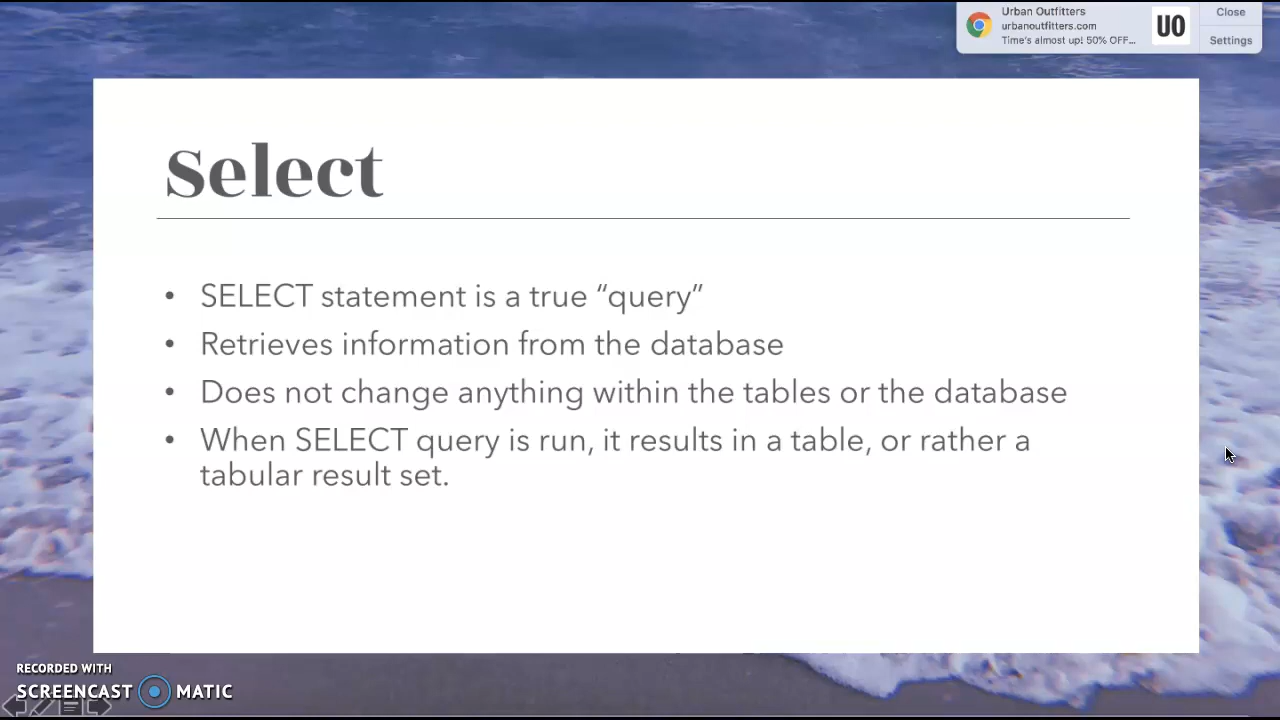 Urban Outfitters
urbanoutfitters.com
Time's almost up! 50% OFF...
UO
Close
Settings
Select
• SELECT statement is a true “query”
• Retrieves information from the database
• Does not change anything within the tables or the database
• When SELECT query is run, it results in a table, or rather a
tabular result set.
RECORDED WITH
SCREENCAST MATIC